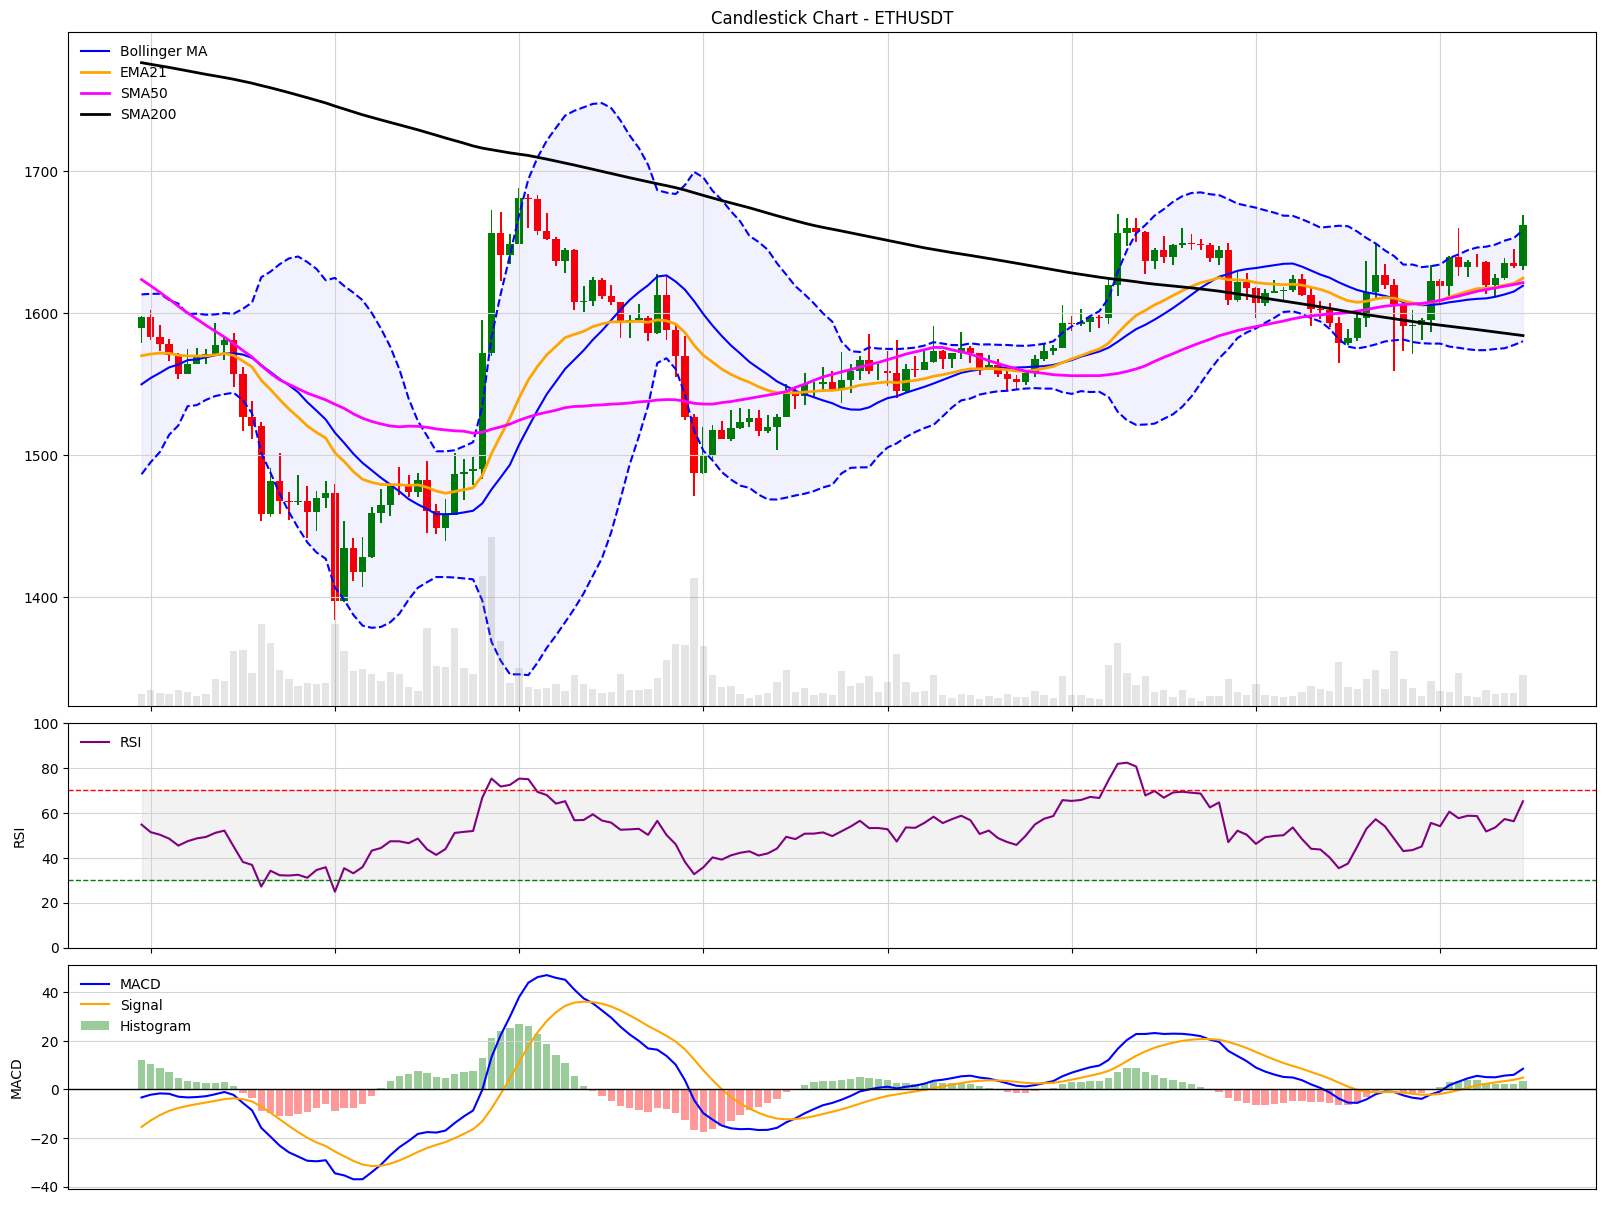 Candlestick Chart - ETHUSDT
Bollinger MA
EMA21
SMA50
SMA200
1700
1600
1500
1400
RSI
100
80
60
40
20
0
RSI
MACD
Signal
Histogram
40
20
0
−20
−40
MACD